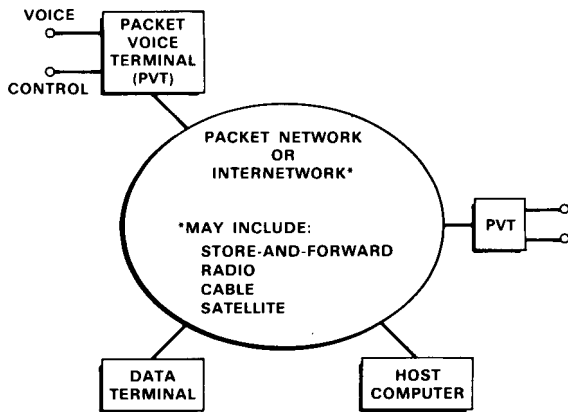 VOICE
CONTROL
PACKET
VOICE
TERMINAL
(PVT)
PACKET NETWORK
OR
INTERNETWORK*
*MAY INCLUDE:
STORE-AND-FORWARD
RADIO
CABLE
SATELLITE
PVT
DATA
TERMINAL
HOST
COMPUTER